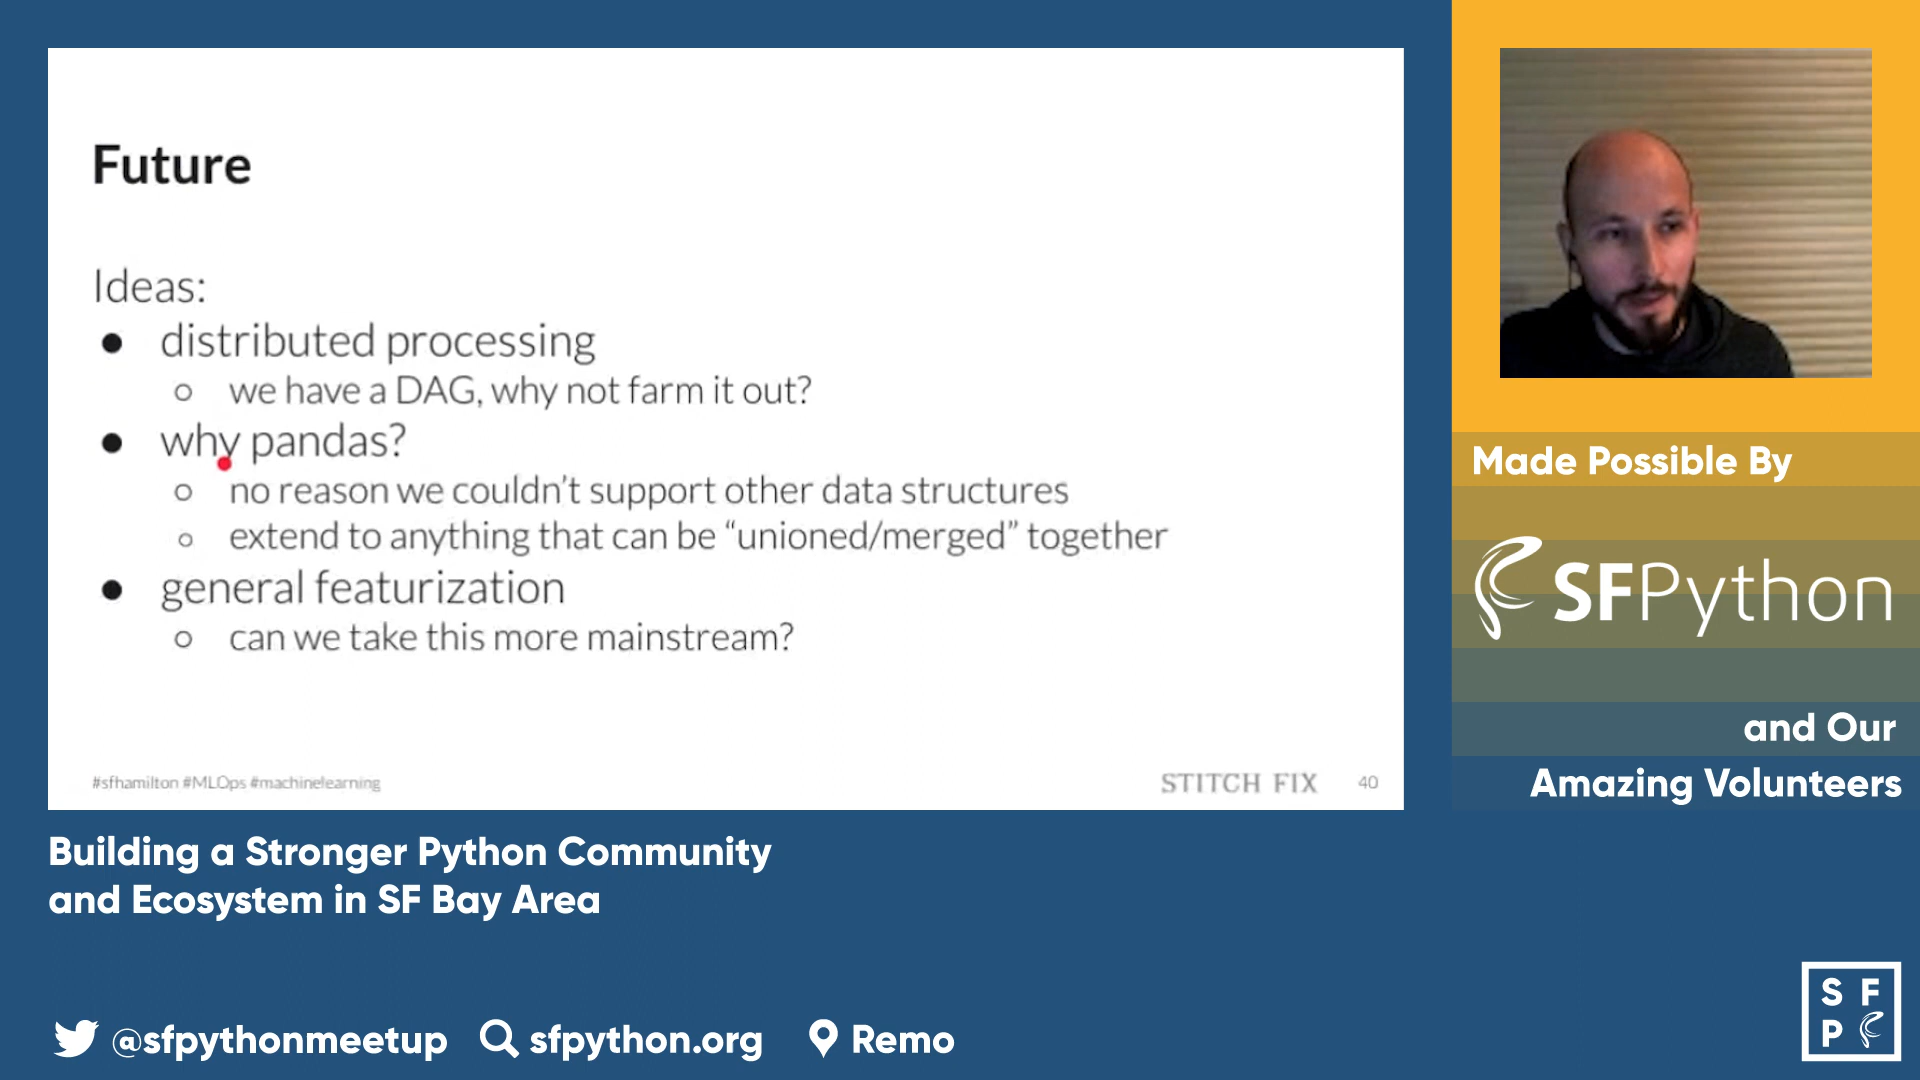 Future
Ideas:
● distributed processing
○ we have a DAG, why not farm it out?
● why pandas?
○ no reason we couldn't support other data structures
○ extend to anything that can be “unioned/merged” together
● general featurization
○ can we take this more mainstream?
#sfhamilton #MLOps #machinelearning
STITCH FIX 40
Made Possible By
SFPython
and Our
Amazing Volunteers
Building a Stronger Python Community
and Ecosystem in SF Bay Area
@sfpythonmeetup sfpython.org Remo
S F
P